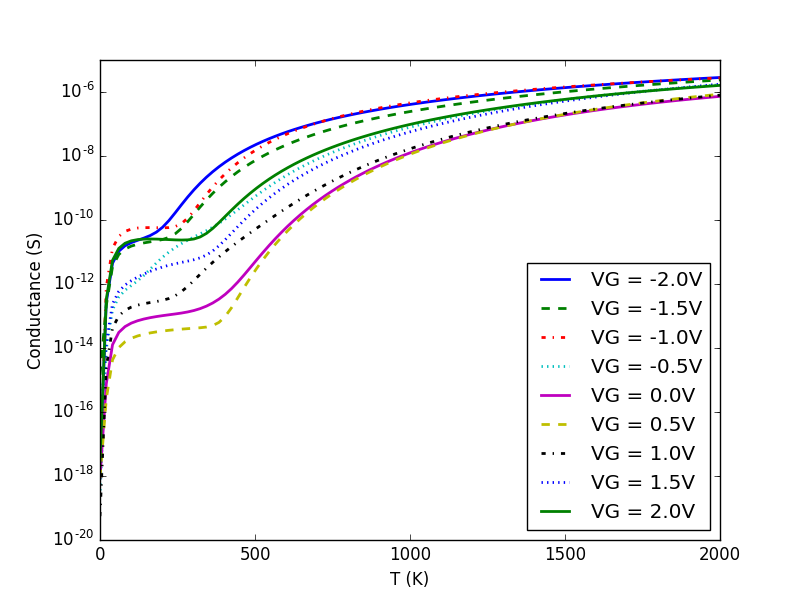 10^-6
10^-8
10^-10
10^-12
10^-14
10^-16
10^-18
10^-20
Conductance (S)
VG = -2.0V
VG = -1.5V
VG = -1.0V
VG = -0.5V
VG = 0.0V
VG = 0.5V
VG = 1.0V
VG = 1.5V
VG = 2.0V
0 500 1000 1500 2000
T (K)